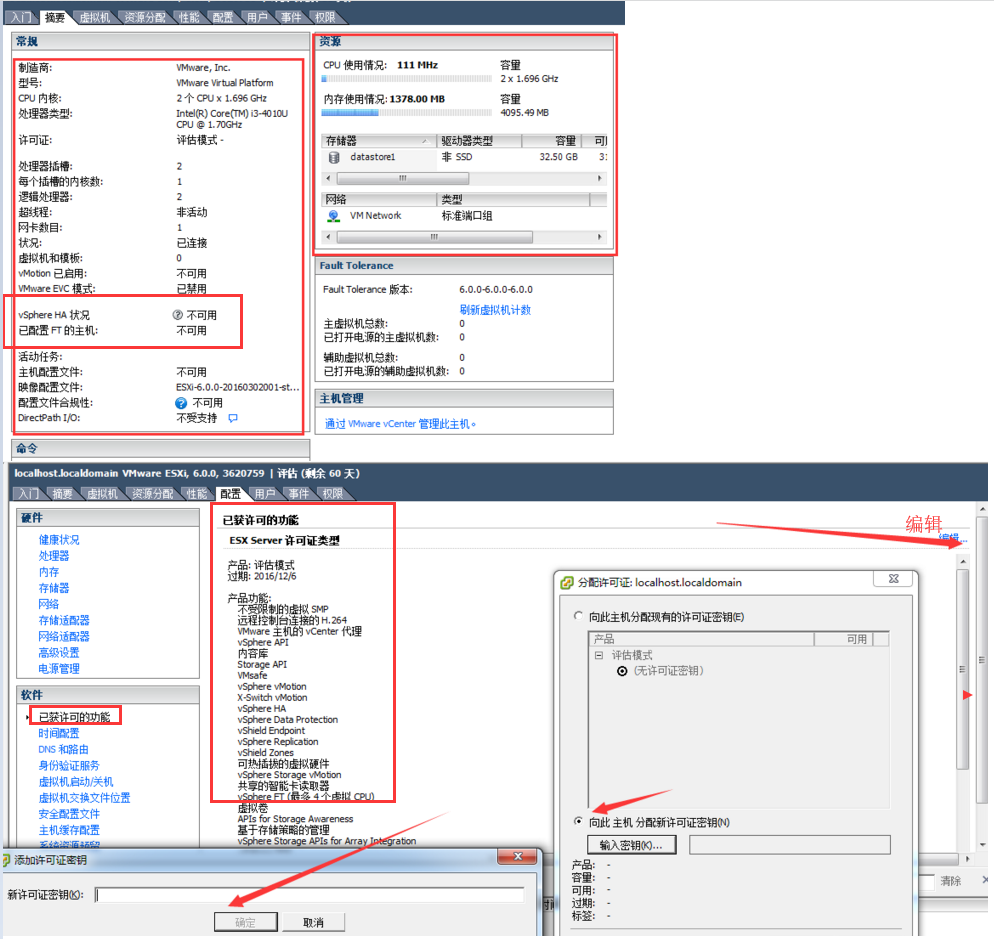 入门 摘要 虚拟机 资源分配 性能 配置 用户 事件 权限
常规
制造商: VMware, Inc.
型号: VMware Virtual Platform
CPU 内核: 2 个 CPU x 1.696 GHz
处理器类型: Intel(R) Core(TM) i3-4010U
CPU @ 1.70GHz
许可证: 评估模式 -
处理器插槽: 2
每个插槽的内核数: 1
逻辑处理器: 2
超线程: 非活动
网卡数目: 1
状况: 已连接
虚拟机和模板: 0
vMotion 已启用: 不可用
VMware EVC 模式: 已禁用
vSphere HA 状况 ? 不可用
已配置 FT 的主机: 不可用
活动任务:
主机配置文件: 不可用
映像配置文件: ESXi-6.0.0-20160302001-st...
配置文件合规性: ? 不可用
DirectPath I/O: 不受支持
命令
资源
CPU 使用情况: 111 MHz 容量
2 x 1.696 GHz
内存使用情况: 1378.00 MB 容量
4095.49 MB
存储器 驱动器类型 容量
datastore1 非 SSD 32.50 GB
网络 类型
VM Network 标准端口组
Fault Tolerance
Fault Tolerance 版本: 6.0.0-6.0.0-6.0.0
刷新虚拟机计数
主虚拟机总数: 0
已打开电源的主虚拟机数: 0
辅助虚拟机总数: 0
已打开电源的辅助虚拟机数: 0
主机管理
通过 VMware vCenter 管理此主机。
localhost.localdomain VMware ESXi, 6.0.0, 3620759 | 评估 (剩余 60 天)
入门 摘要 虚拟机 资源分配 性能 配置 用户 事件 权限
硬件
健康状况
处理器
内存
存储器
网络
存储适配器
网络适配器
高级设置
电源管理
软件
已获许可的功能
时间配置
DNS 和路由
身份验证服务
虚拟机启动/关机
虚拟机交换文件位置
安全配置文件
主机缓存配置
系统资源预留
已获许可的功能
ESX Server 许可证类型
编辑
编辑...
产品: 评估模式
过期: 2016/12/6
产品功能:
不受限制的虚拟 SMP
远程控制台连接的 H.264
VMware 主机的 vCenter 代理
vSphere API
内容库
Storage API
VMsafe
vSphere vMotion
X-Switch vMotion
vSphere HA
vSphere Data Protection
vShield Endpoint
vSphere Replication
vShield Zones
可热插拔的虚拟硬件
vSphere Storage vMotion
共享的智能卡读取器
vSphere FT (最多 4 个虚拟 CPU)
虚拟卷
APIs for Storage Awareness
基于存储策略的管理
vSphere Storage APIs for Array Integration
分配许可证: localhost.localdomain
向此主机分配现有的许可证密钥(E)
产品 可用
评估模式
(无许可证密钥)
向此 主机 分配新许可证密钥(N)
输入密钥(K)...
产品: -
容量: -
可用: -
过期: -
标签: -
清除
添加许可证密钥
新许可证密钥(K):
确定 取消